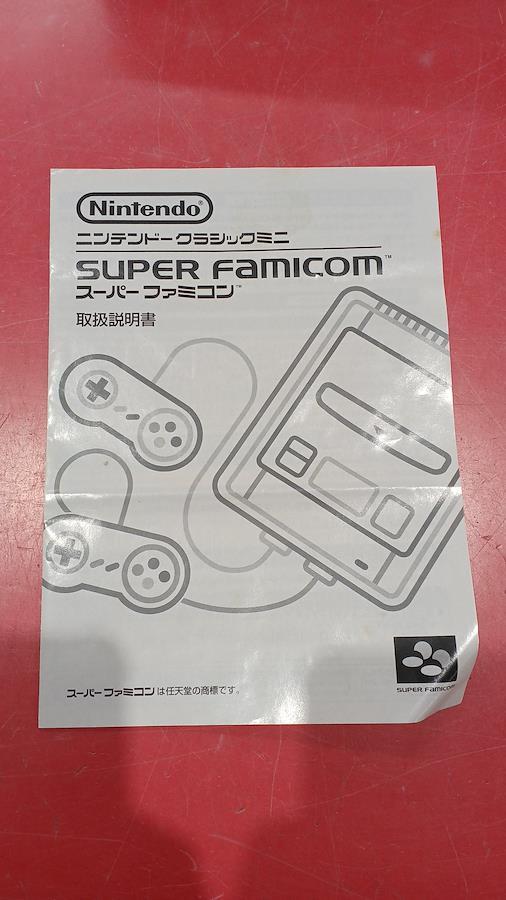 Nintendo®
ニンテンドークラシックミニ
SUPER FAMICOM™
スーパーファミコン™
取扱説明書
SUPER FAMICOM
スーパーファミコンは任天堂の商標です。